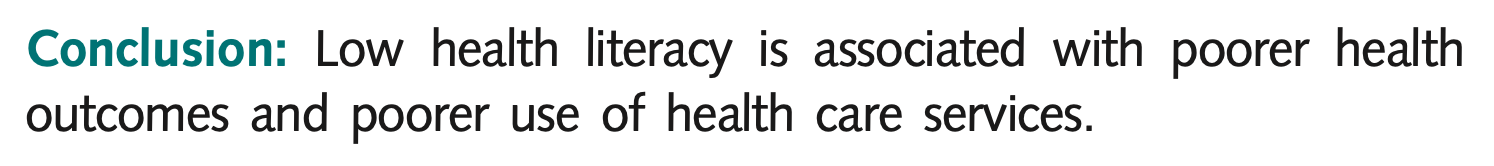 Conclusion: Low health literacy is associated with poorer health
outcomes and poorer use of health care services.